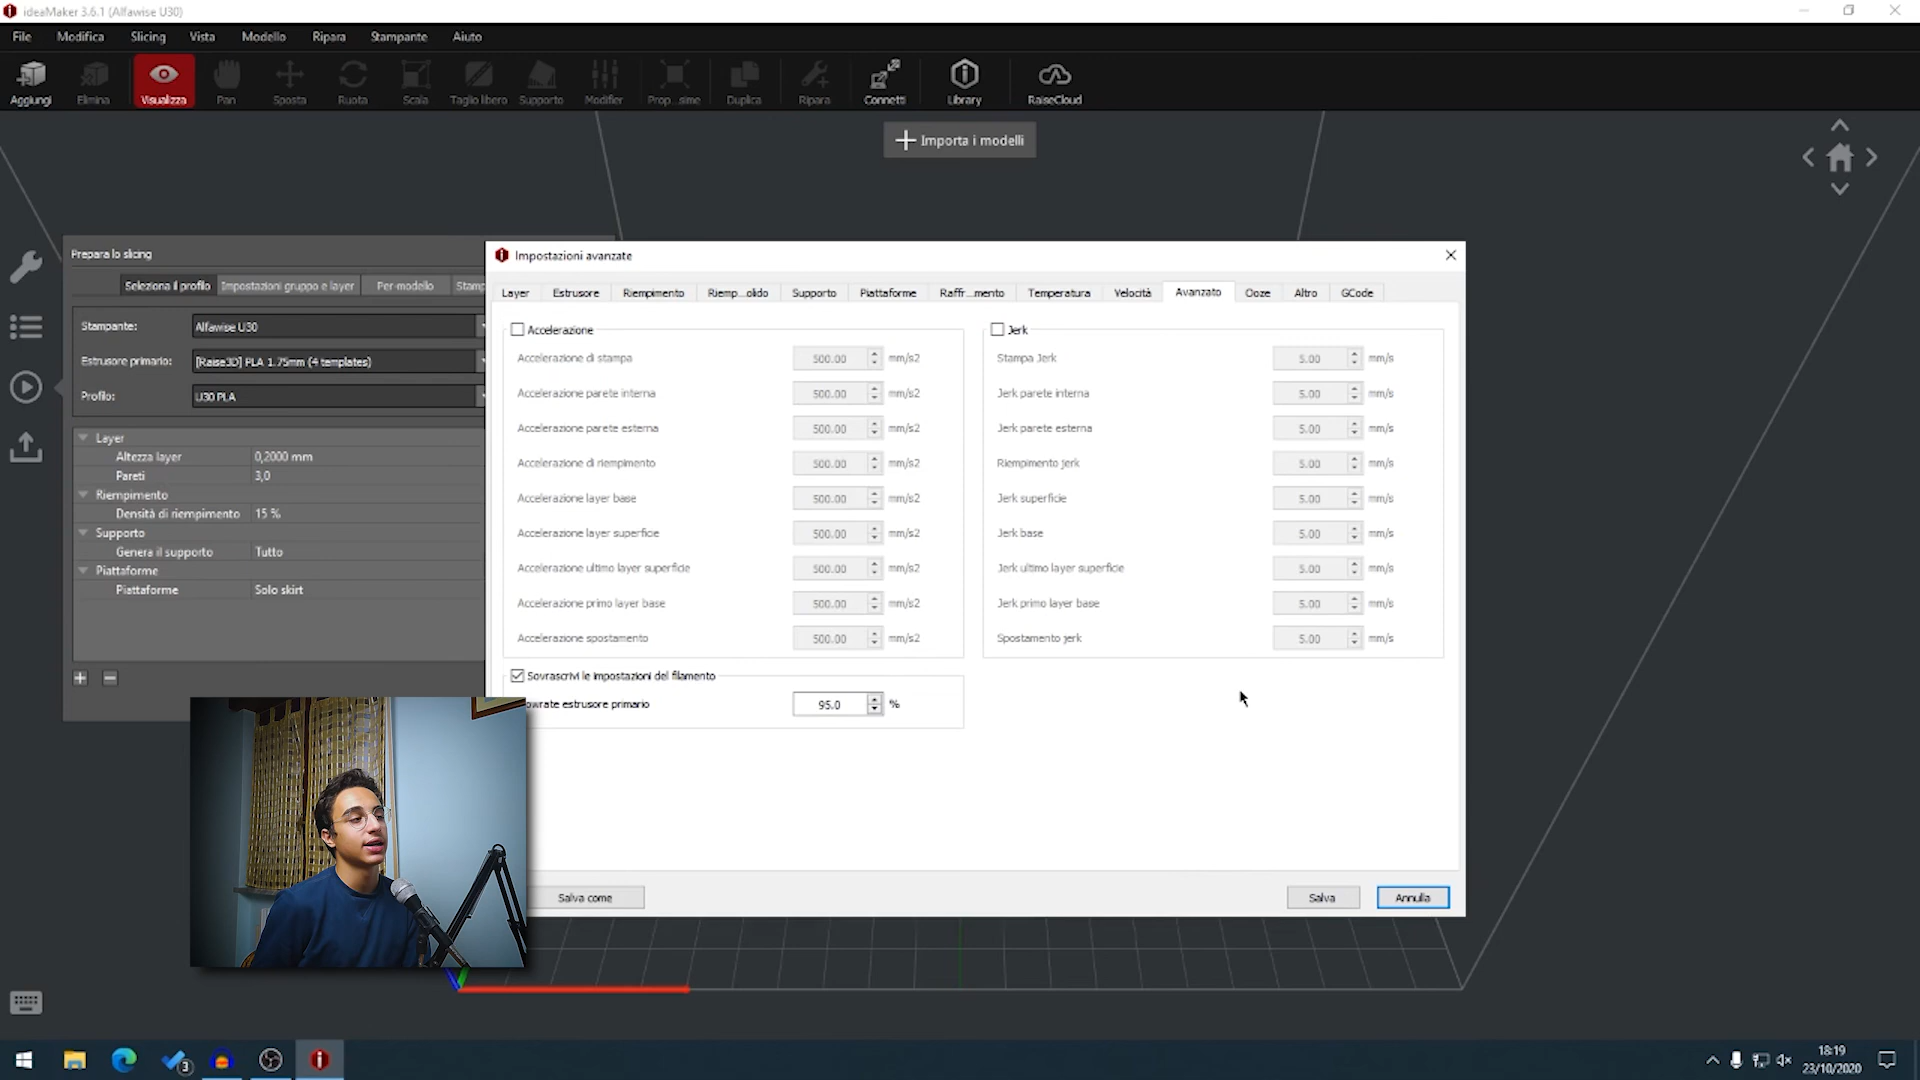 ideaMaker 3.6.1 (Alfawise U30)
File Modifica Slicing Vista Modello Ripara Stampante Aiuto
Aggiungi Elimina Visualizza Pan Sposta Ruota Scala Taglio libero Supporto Modifier Prop...sime Duplica Ripara Connetti Library RaiseCloud
Importa i modelli
Prepara lo slicing
Seleziona il profilo Impostazioni gruppo e layer Per-modello Stamp
Stampante: Alfawise U30
Estrusore primario: [Raise3D] PLA 1.75mm (4 templates)
Profilo: U30 PLA
Layer
Altezza layer 0,2000 mm
Pareti 3,0
Riempimento
Densità di riempimento 15 %
Supporto
Genera il supporto Tutto
Piattaforme
Piattaforme Solo skirt
Impostazioni avanzate
Layer Estrusore Riempimento Riemp...olido Supporto Piattaforme Raffr...mento Temperatura Velocità Avanzato Ooze Altro GCode
Accelerazione
Accelerazione di stampa 500.00 mm/s2
Accelerazione parete interna 500.00 mm/s2
Accelerazione parete esterna 500.00 mm/s2
Accelerazione di riempimento 500.00 mm/s2
Accelerazione layer base 500.00 mm/s2
Accelerazione layer superfice 500.00 mm/s2
Accelerazione ultimo layer superficie 500.00 mm/s2
Accelerazione primo layer base 500.00 mm/s2
Accelerazione spostamento 500.00 mm/s2
Jerk
Stampa Jerk 5.00 mm/s
Jerk parete interna 5.00 mm/s
Jerk parete esterna 5.00 mm/s
Riempimento jerk 5.00 mm/s
Jerk superficie 5.00 mm/s
Jerk base 5.00 mm/s
Jerk ultimo layer superficie 5.00 mm/s
Jerk primo layer base 5.00 mm/s
Spostamento jerk 5.00 mm/s
Sovrascrivi le impostazioni del filamento
owrate estrusore primario 95.0 %
Salva come Salva Annulla
3
18:19
23/10/2020